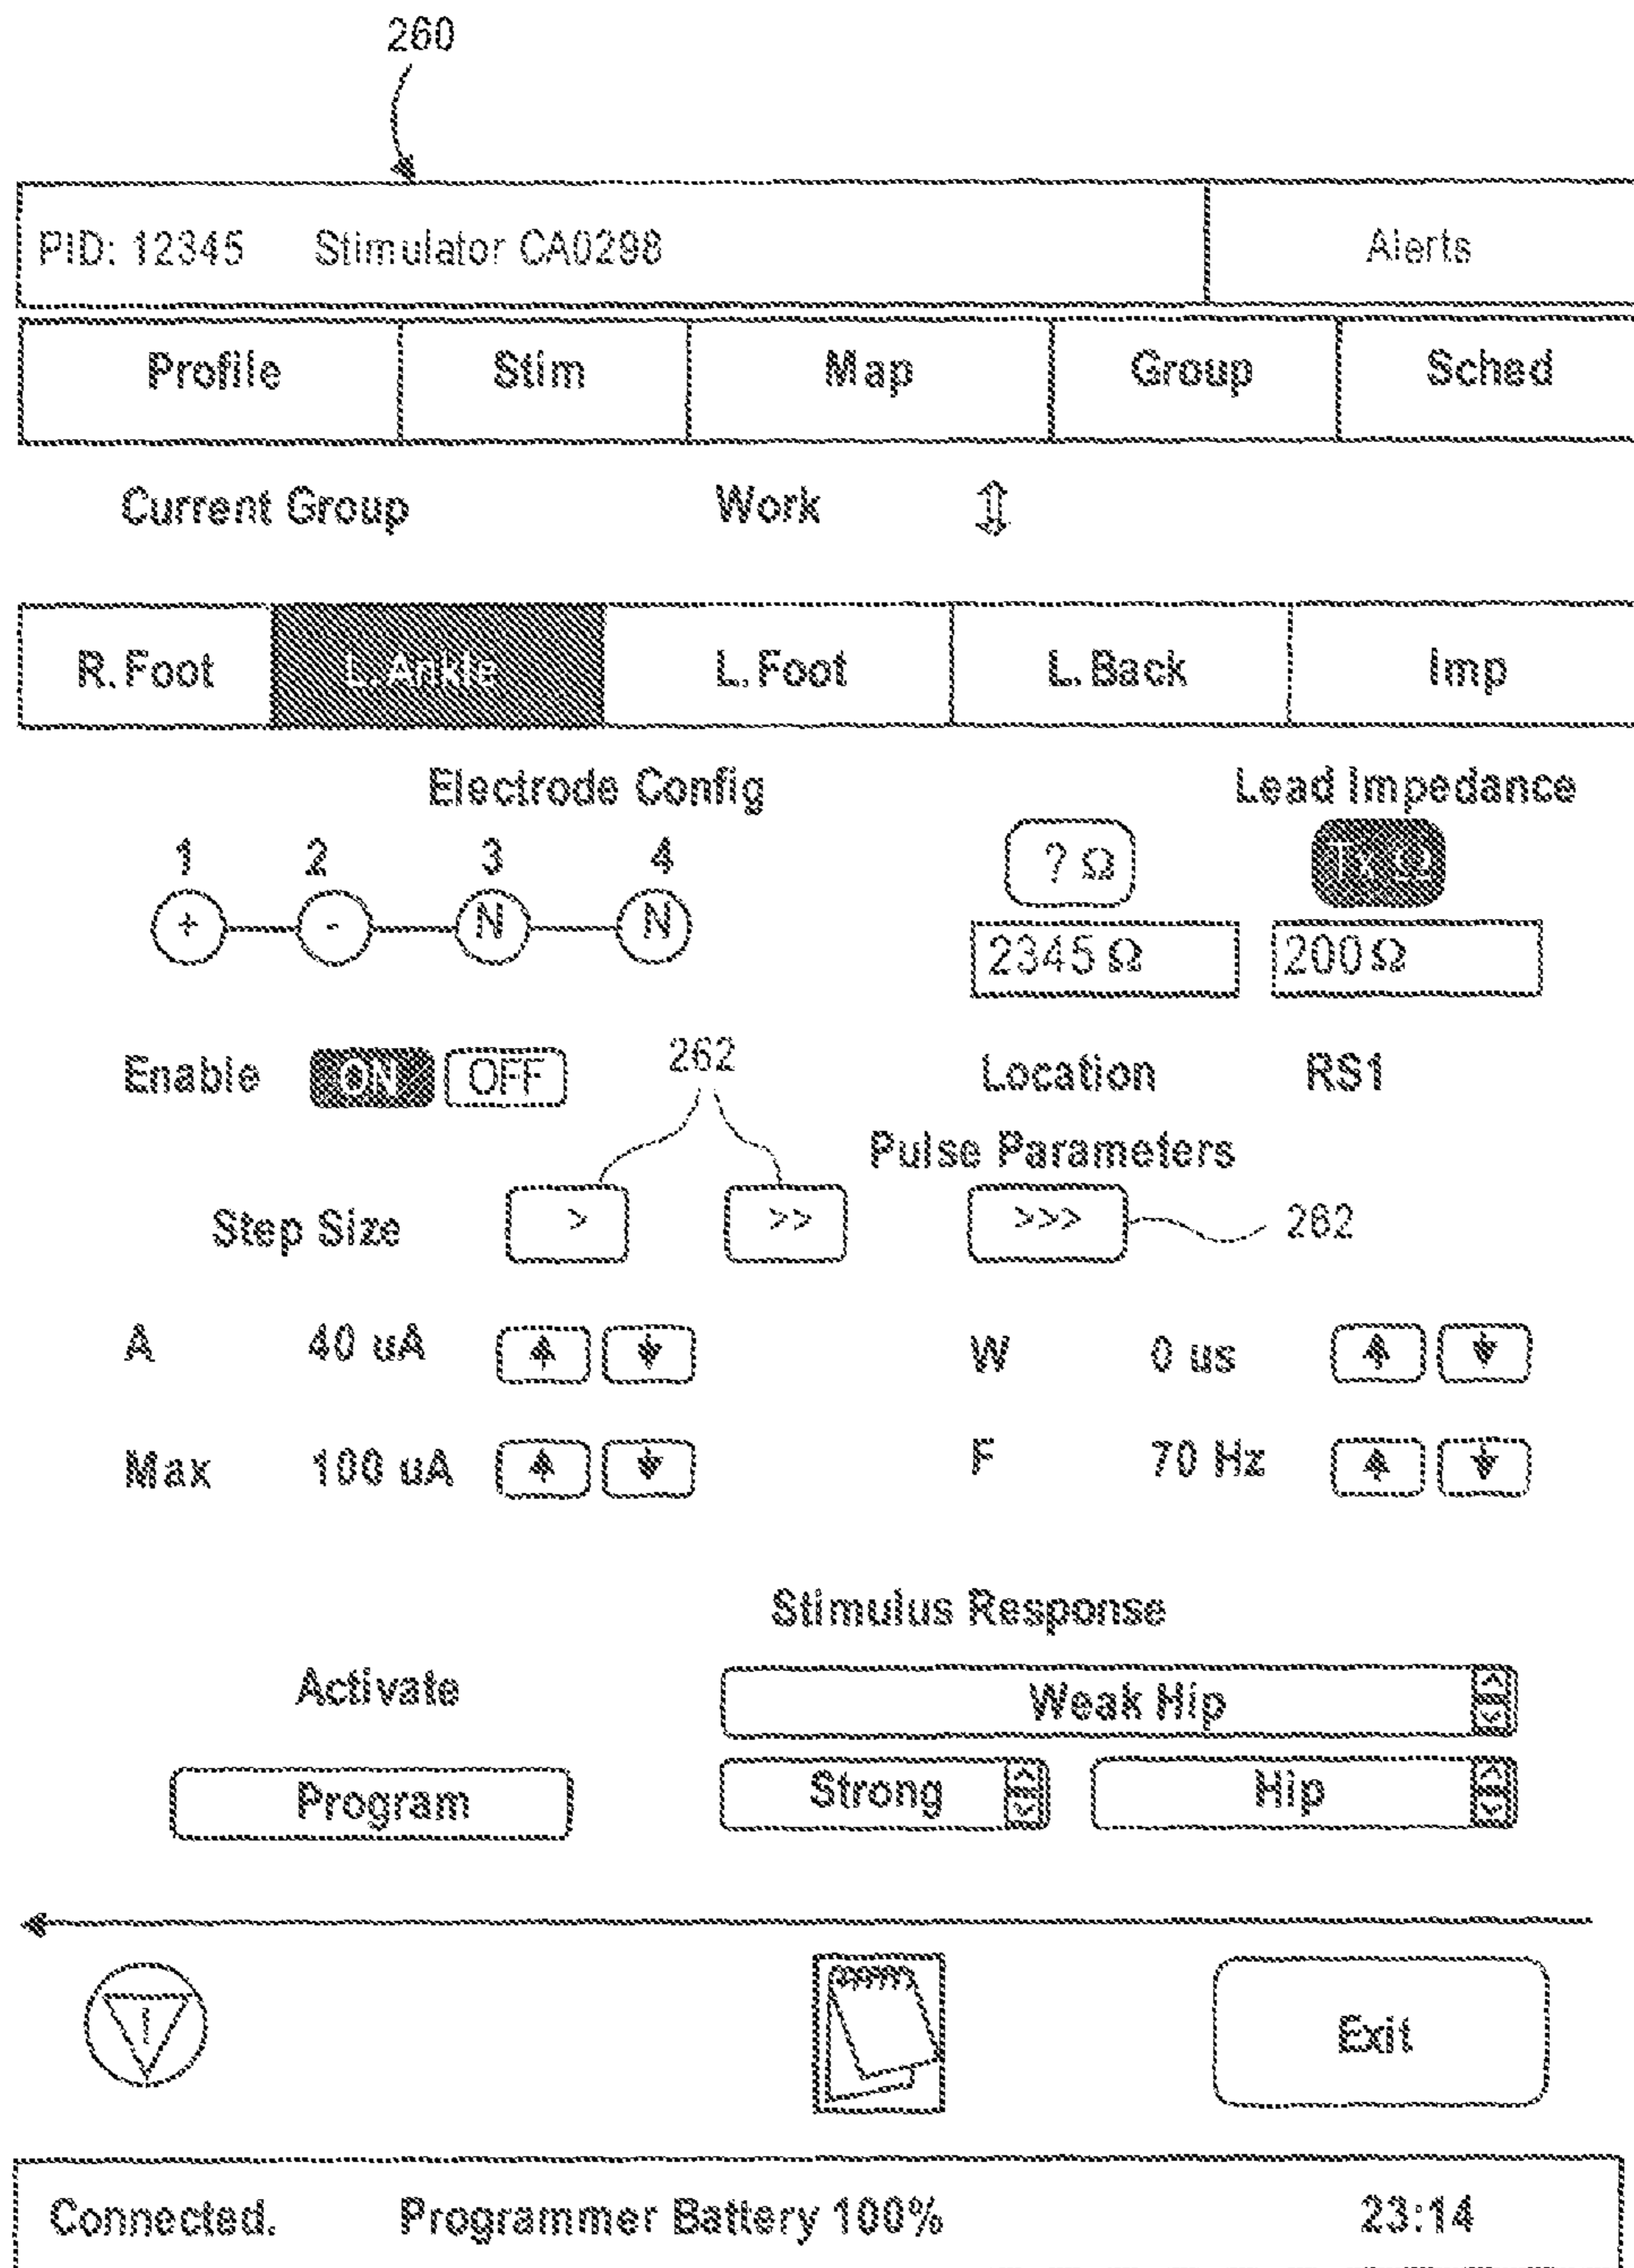 260
PID: 12345 Stimulator CA0298 Alerts
Profile Stim Map Group Sched
Current Group Work ⇕
R. Foot L. Ankle L. Foot L. Back Imp
Electrode Config Lead Impedance
1 2 3 4 ? Ω Tx Ω
+ - N N 2345 Ω 200 Ω
Enable ON OFF 262 Location RS1
Pulse Parameters
Step Size > >> >>> 262
A 40 uA W 0 us
Max 100 uA F 70 Hz
Stimulus Response
Activate Weak Hip
Program Strong Hip
! Exit
Connected. Programmer Battery 100% 23:14